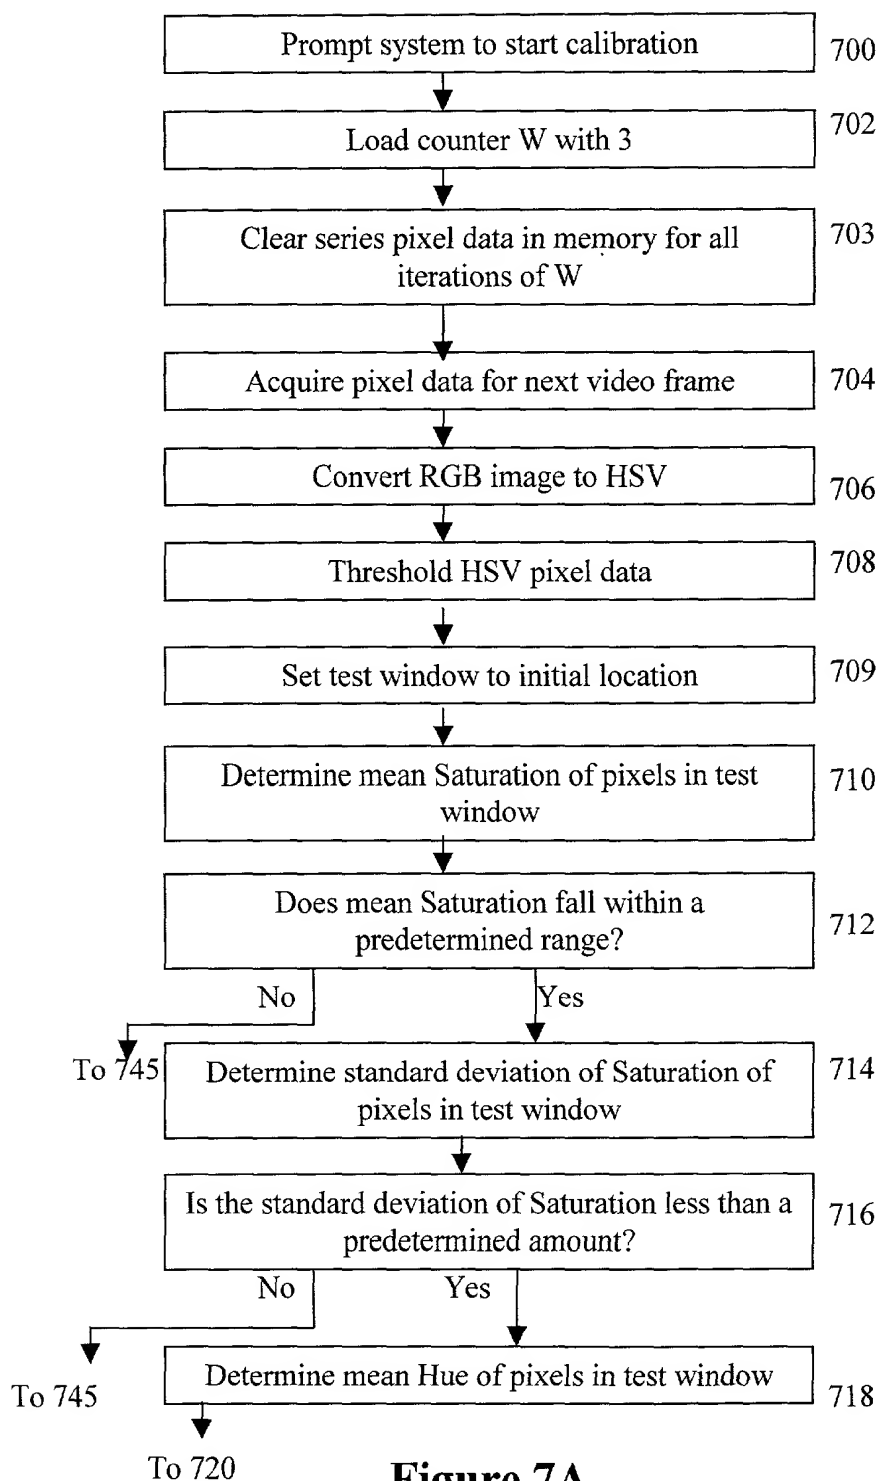 Prompt system to start calibration 700
Load counter W with 3 702
Clear series pixel data in memory for all 703
iterations of W
Acquire pixel data for next video frame 704
Convert RGB image to HSV 706
Threshold HSV pixel data 708
Set test window to initial location 709
Determine mean Saturation of pixels in test 710
window
Does mean Saturation fall within a 712
predetermined range?
No Yes
To 745
Determine standard deviation of Saturation of 714
pixels in test window
Is the standard deviation of Saturation less than a 716
predetermined amount?
No Yes
To 745
Determine mean Hue of pixels in test window 718
To 720
Figure 7A